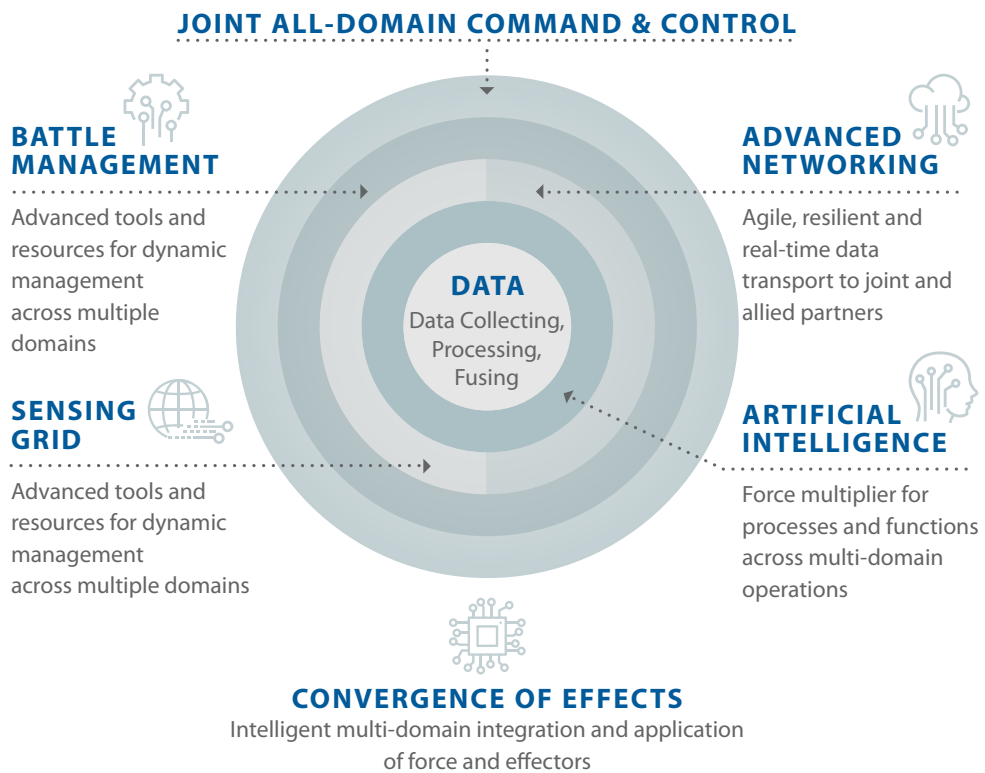 JOINT ALL-DOMAIN COMMAND & CONTROL
BATTLE
MANAGEMENT
Advanced tools and
resources for dynamic
management
across multiple
domains
SENSING
GRID
Advanced tools and
resources for dynamic
management
across multiple domains
DATA
Data Collecting,
Processing,
Fusing
ADVANCED
NETWORKING
Agile, resilient and
real-time data
transport to joint and
allied partners
ARTIFICIAL
INTELLIGENCE
Force multiplier for
processes and functions
across multi-domain
operations
CONVERGENCE OF EFFECTS
Intelligent multi-domain integration and application
of force and effectors